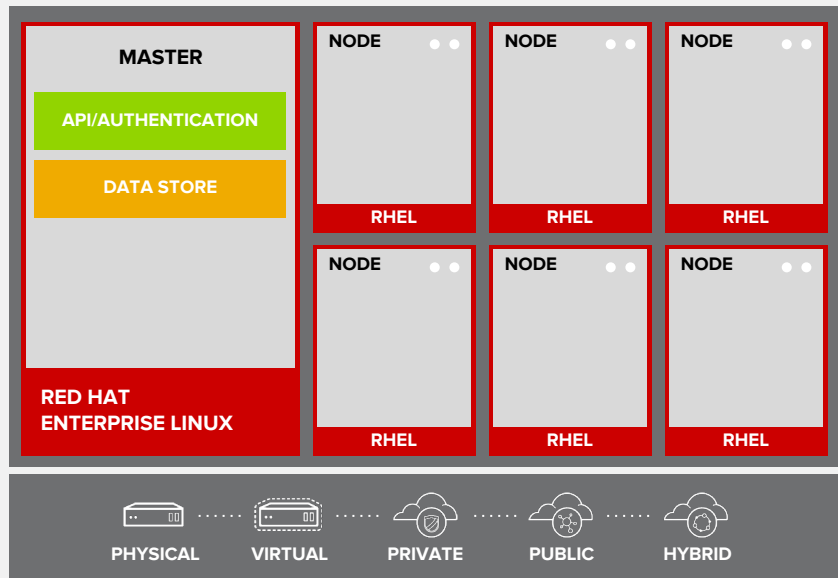 MASTER
API/AUTHENTICATION
DATA STORE
RED HAT
ENTERPRISE LINUX
NODE
NODE
NODE
RHEL
RHEL
RHEL
NODE
NODE
NODE
RHEL
RHEL
RHEL
PHYSICAL
VIRTUAL
PRIVATE
PUBLIC
HYBRID